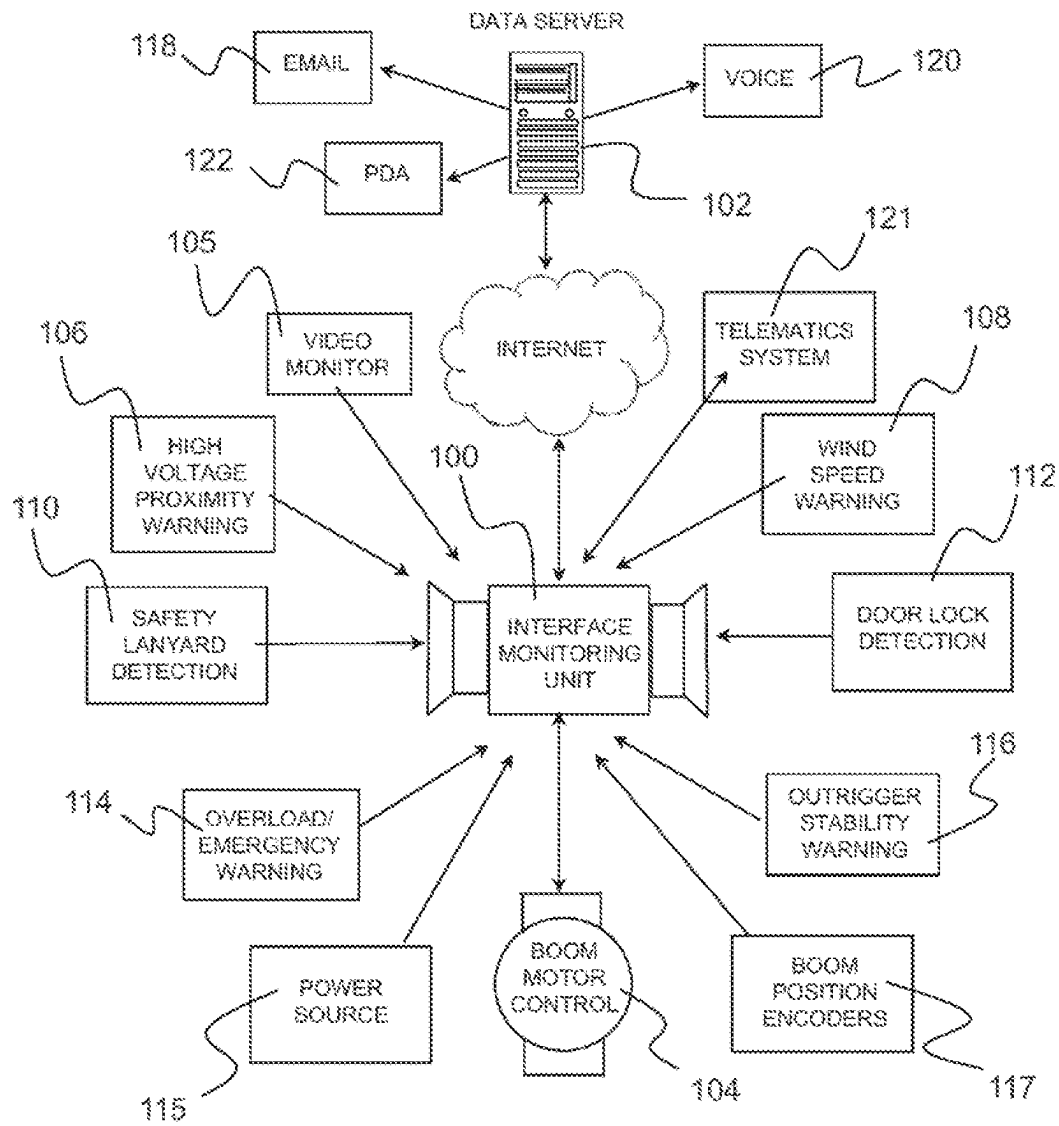 DATA SERVER
118
EMAIL
VOICE
120
122
PDA
102
121
105
106
VIDEO
MONITOR
INTERNET
TELEMATICS
SYSTEM
108
HIGH
VOLTAGE
PROXIMITY
WARNING
100
WIND
SPEED
WARNING
110
112
SAFETY
LANYARD
DETECTION
INTERFACE
MONITORING
UNIT
DOOR LOCK
DETECTION
116
114
OVERLOAD/
EMERGENCY
WARNING
OUTRIGGER
STABILITY
WARNING
POWER
SOURCE
BOOM
MOTOR
CONTROL
BOOM
POSITION
ENCODERS
115
104
117